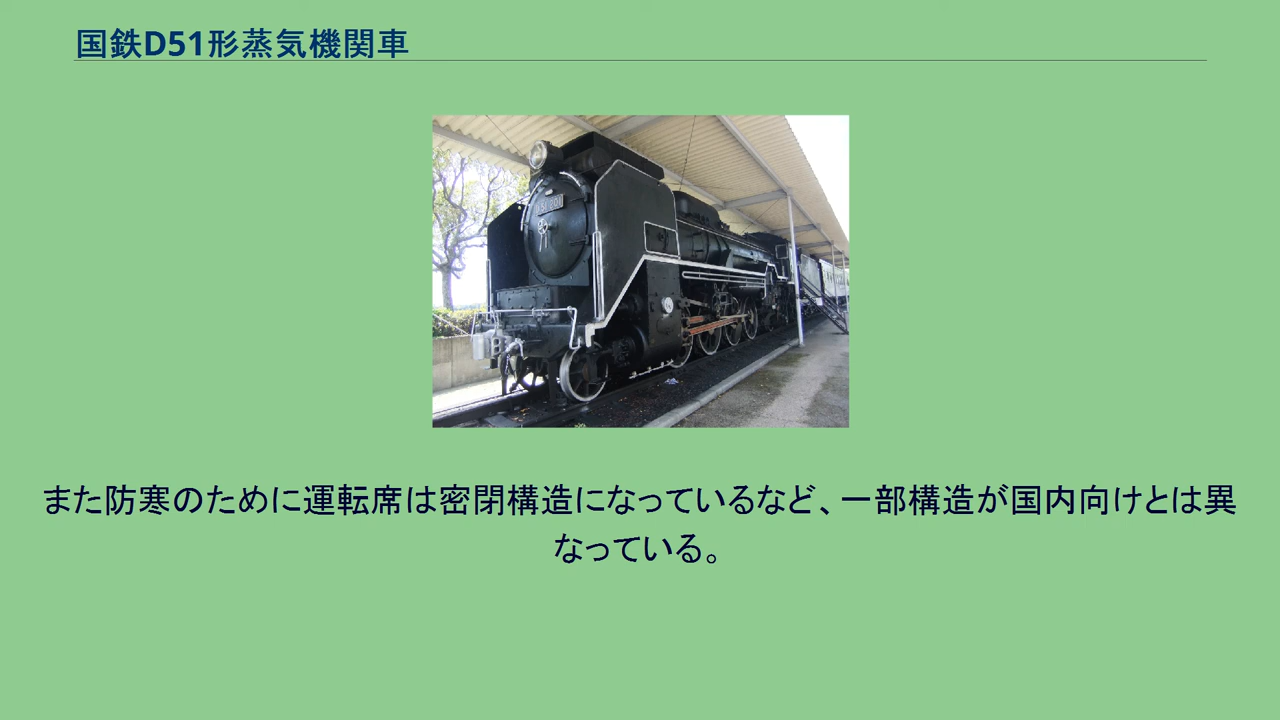 国鉄D51形蒸気機関車
D51 201
また防寒のために運転席は密閉構造になっているなど、一部構造が国内向けとは異
なっている。